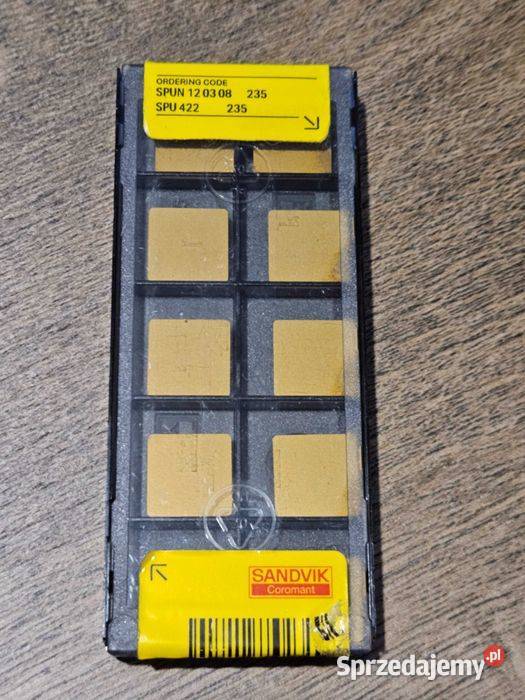 ORDERING CODE
SPUN 12 03 08 235
SPU 422 235
SANDVIK
Coromant
Sprzedajemy.pl